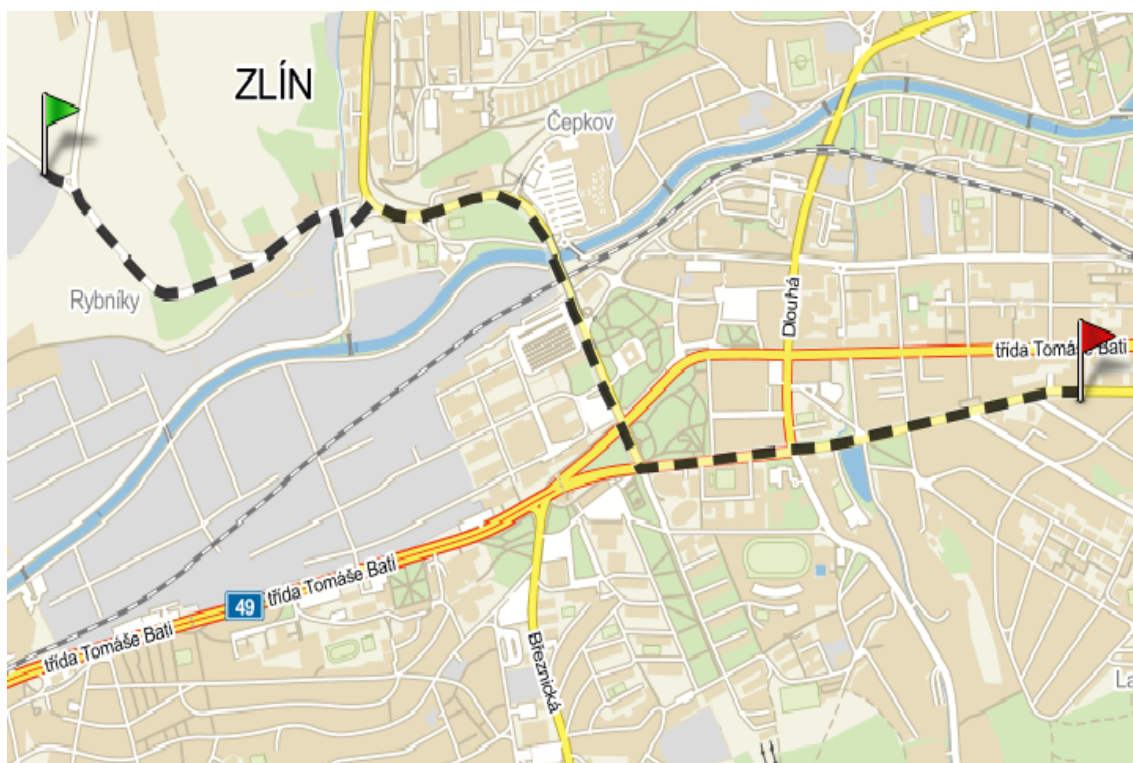 ZLÍN
Čepkov
Rybníky
Dlouhá
třída Tomáše Bati
třída Tomáše Bati
49
třída Tomáše Bati
Březnická